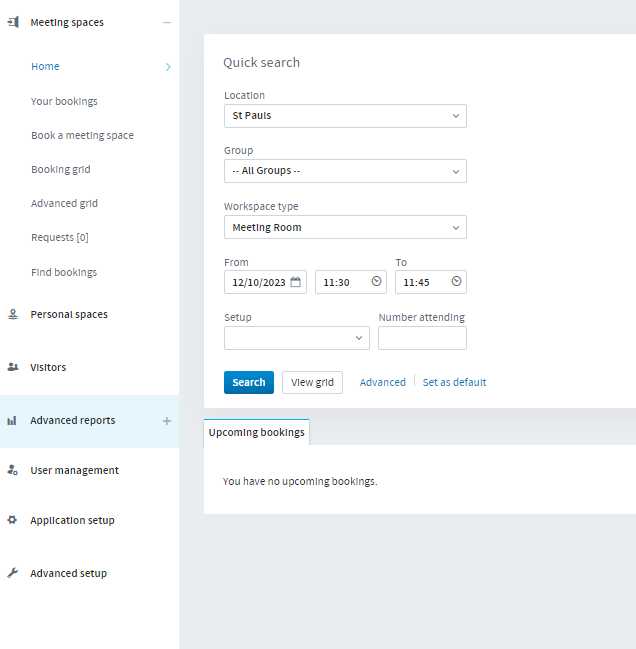 Meeting spaces
Home
Your bookings
Book a meeting space
Booking grid
Advanced grid
Requests [0]
Find bookings
Personal spaces
Visitors
Advanced reports
User management
Application setup
Advanced setup
Quick search
Location
St Pauls
Group
-- All Groups --
Workspace type
Meeting Room
From To
12/10/2023 11:30 11:45
Setup Number attending
Search View grid Advanced Set as default
Upcoming bookings
You have no upcoming bookings.